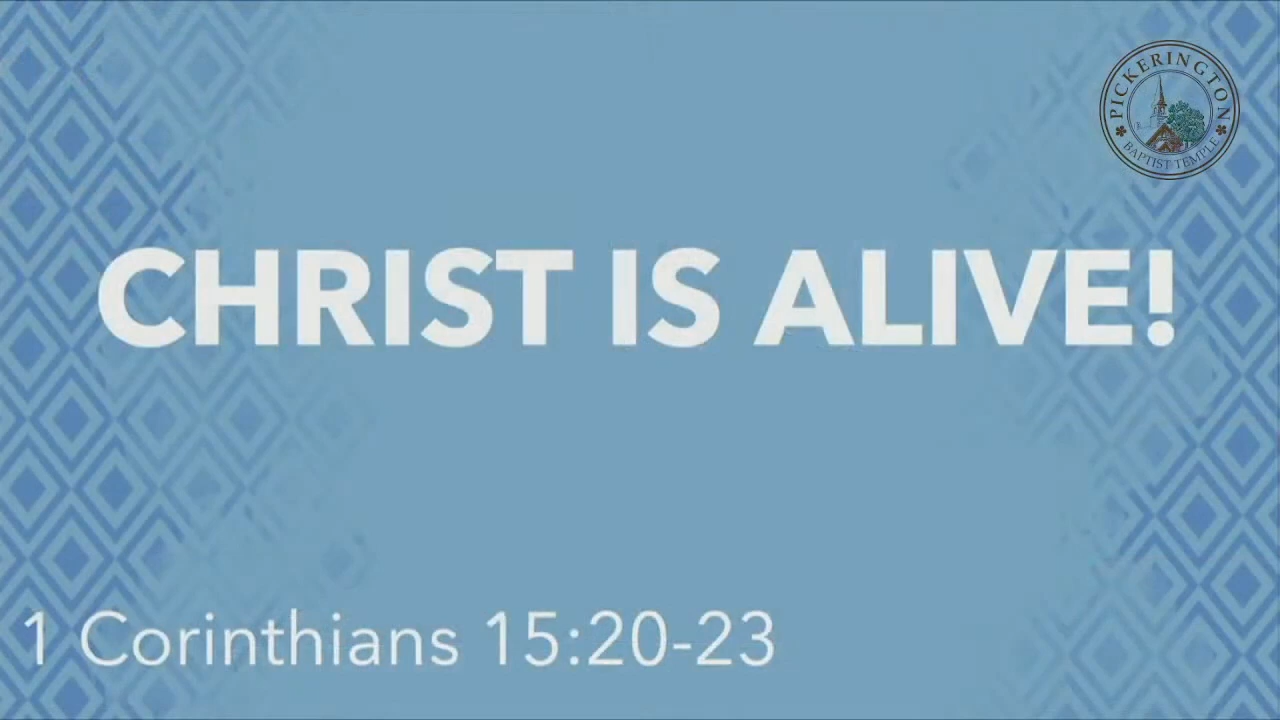 PICKERINGTON
BAPTIST TEMPLE
CHRIST IS ALIVE!
1 Corinthians 15:20-23